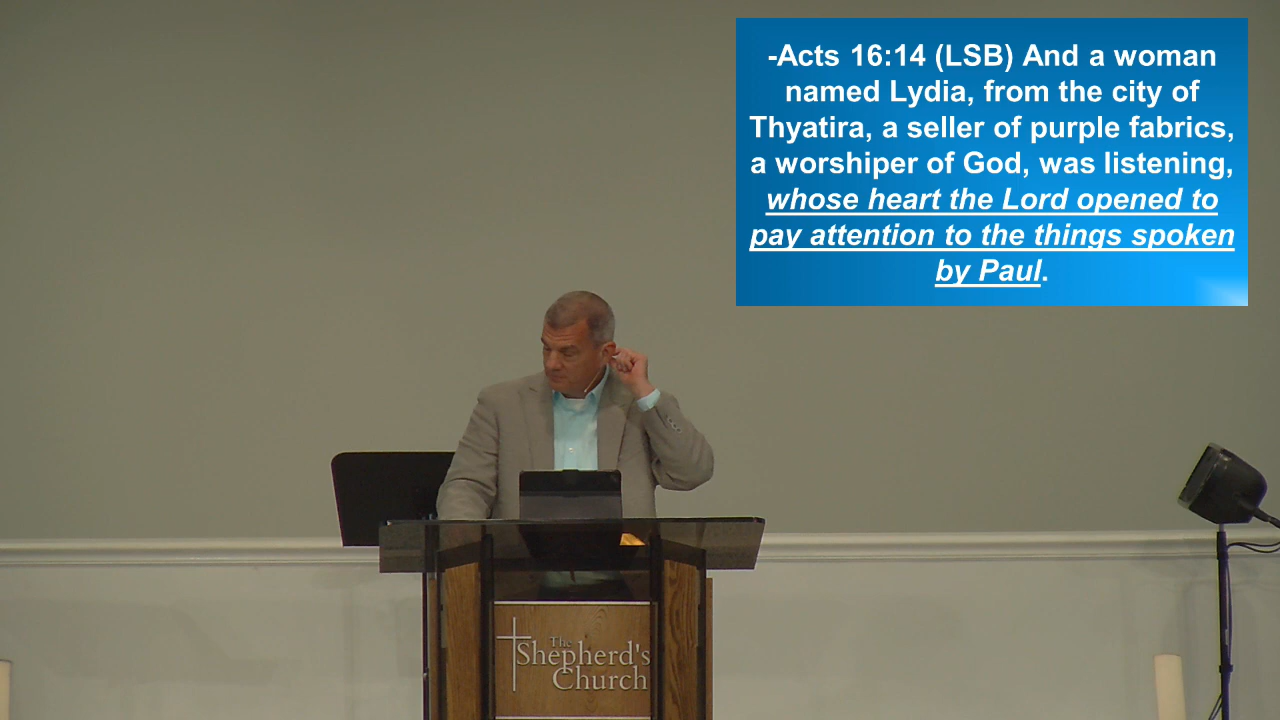 -Acts 16:14 (LSB) And a woman
named Lydia, from the city of
Thyatira, a seller of purple fabrics,
a worshiper of God, was listening,
whose heart the Lord opened to
pay attention to the things spoken
by Paul.
The
Shepherd's
Church